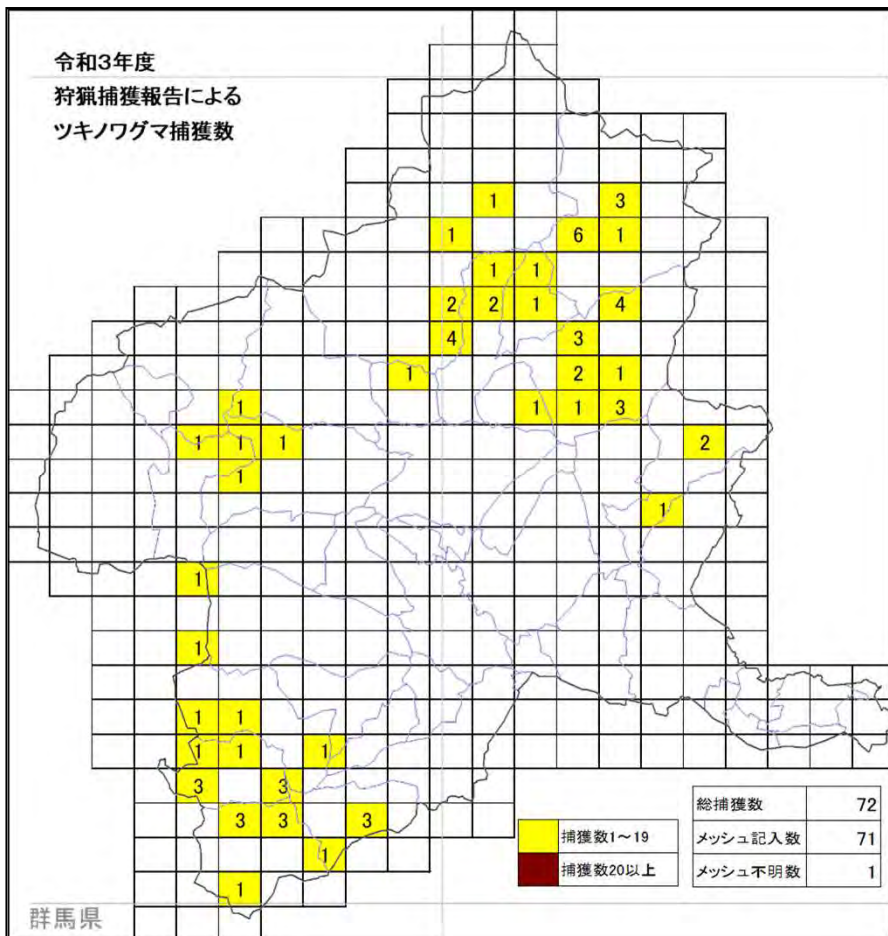 令和3年度
狩猟捕獲報告による
ツキノワグマ捕獲数
1 3
1 6 1
1 1
2 2 1 4
4 3
1 2 1
1 1 1 3
1 1 1 2
1
1
1
1
1 1
1 1 1
3 3
3 3 3
1
1
捕獲数1～19
捕獲数20以上
総捕獲数 72
メッシュ記入数 71
メッシュ不明数 1
群馬県